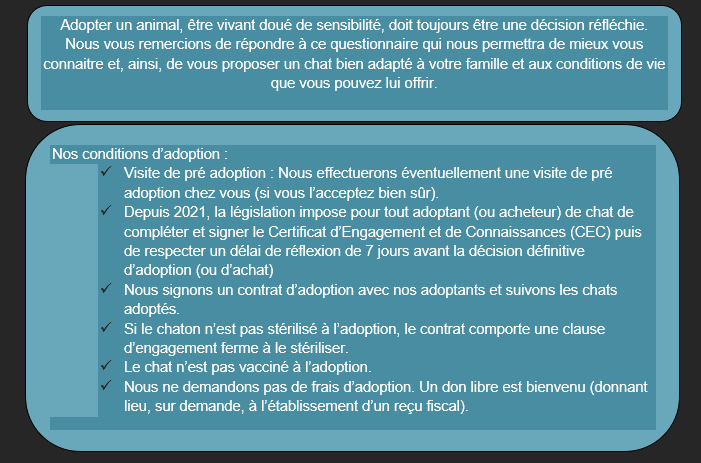 Adopter un animal, être vivant doué de sensibilité, doit toujours être une décision réfléchie.
Nous vous remercions de répondre à ce questionnaire qui nous permettra de mieux vous
connaitre et, ainsi, de vous proposer un chat bien adapté à votre famille et aux conditions de vie
que vous pouvez lui offrir.
Nos conditions d’adoption :
✓ Visite de pré adoption : Nous effectuerons éventuellement une visite de pré
adoption chez vous (si vous l’acceptez bien sûr).
✓ Depuis 2021, la législation impose pour tout adoptant (ou acheteur) de chat de
compléter et signer le Certificat d’Engagement et de Connaissances (CEC) puis
de respecter un délai de réflexion de 7 jours avant la décision définitive
d’adoption (ou d’achat)
✓ Nous signons un contrat d’adoption avec nos adoptants et suivons les chats
adoptés.
✓ Si le chaton n’est pas stérilisé à l’adoption, le contrat comporte une clause
d’engagement ferme à le stériliser.
✓ Le chat n’est pas vacciné à l’adoption.
✓ Nous ne demandons pas de frais d’adoption. Un don libre est bienvenu (donnant
lieu, sur demande, à l’établissement d’un reçu fiscal).